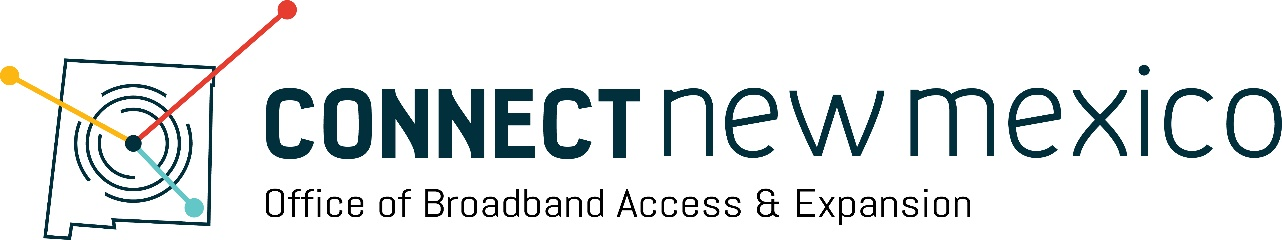 CONNECT new mexico
Office of Broadband Access & Expansion